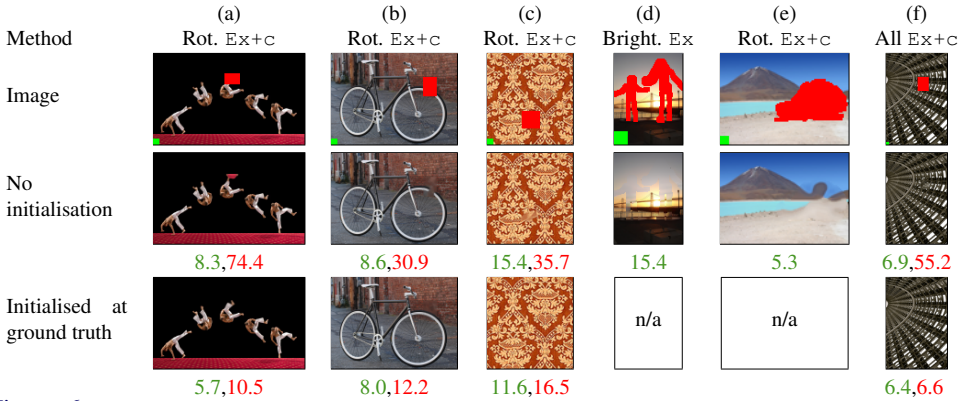 (a) (b) (c) (d) (e) (f)
Method Rot. Ex+c Rot. Ex+c Rot. Ex+c Bright. Ex Rot. Ex+c All Ex+c
Image
No
initialisation
8.3,74.4 8.6,30.9 15.4,35.7 15.4 5.3 6.9,55.2
Initialised at
ground truth
n/a n/a
5.7,10.5 8.0,12.2 11.6,16.5 6.4,6.6